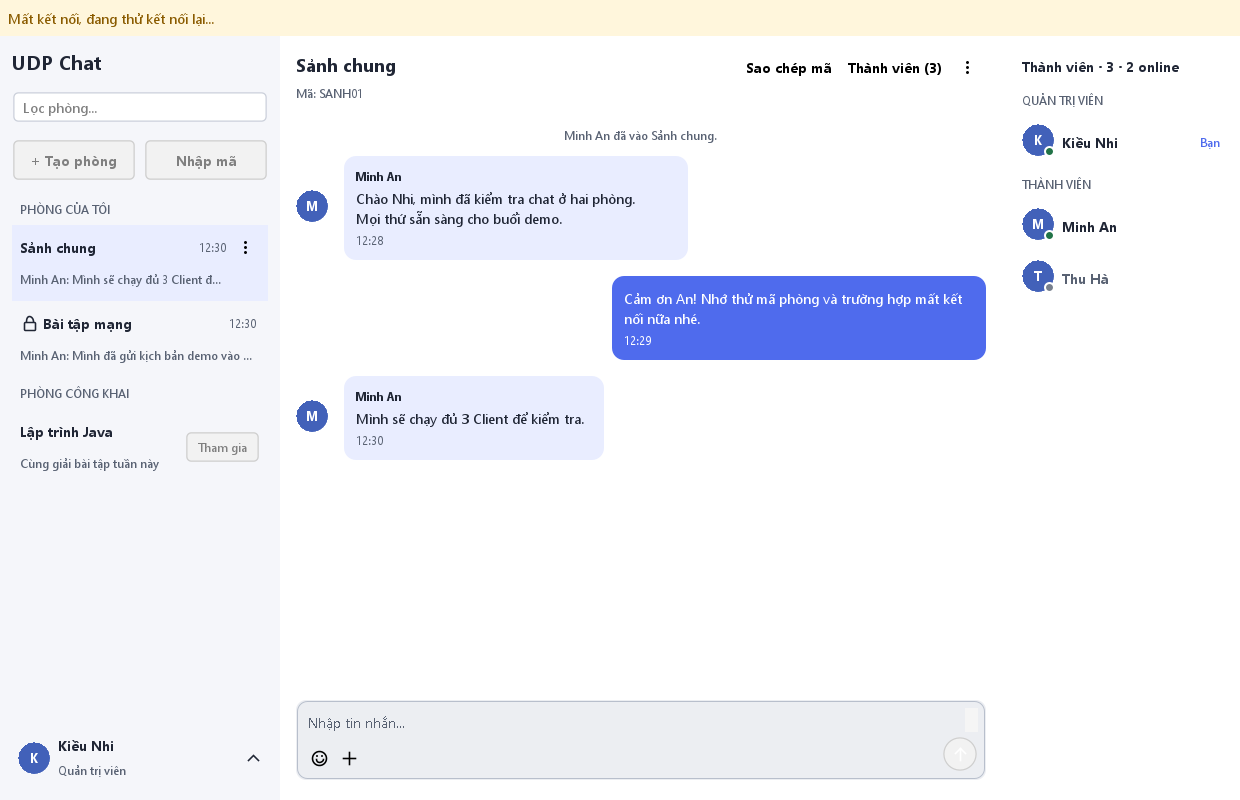 Mất kết nối, đang thử kết nối lại...
UDP Chat
Lọc phòng...
+ Tạo phòng
Nhập mã
PHÒNG CỦA TÔI
Sảnh chung
12:30
Minh An: Mình sẽ chạy đủ 3 Client đ...
Bài tập mạng
12:30
Minh An: Mình đã gửi kịch bản demo vào ...
PHÒNG CÔNG KHAI
Lập trình Java
Cùng giải bài tập tuần này
Tham gia
K
Kiều Nhi
Quản trị viên
Sảnh chung
Mã: SANH01
Sao chép mã
Thành viên (3)
Minh An đã vào Sảnh chung.
M
Minh An
Chào Nhi, mình đã kiểm tra chat ở hai phòng.
Mọi thứ sẵn sàng cho buổi demo.
12:28
Cảm ơn An! Nhớ thử mã phòng và trường hợp mất kết
nối nữa nhé.
12:29
M
Minh An
Mình sẽ chạy đủ 3 Client để kiểm tra.
12:30
Nhập tin nhắn...
Thành viên · 3 · 2 online
QUẢN TRỊ VIÊN
K
Kiều Nhi
Bạn
THÀNH VIÊN
M
Minh An
T
Thu Hà